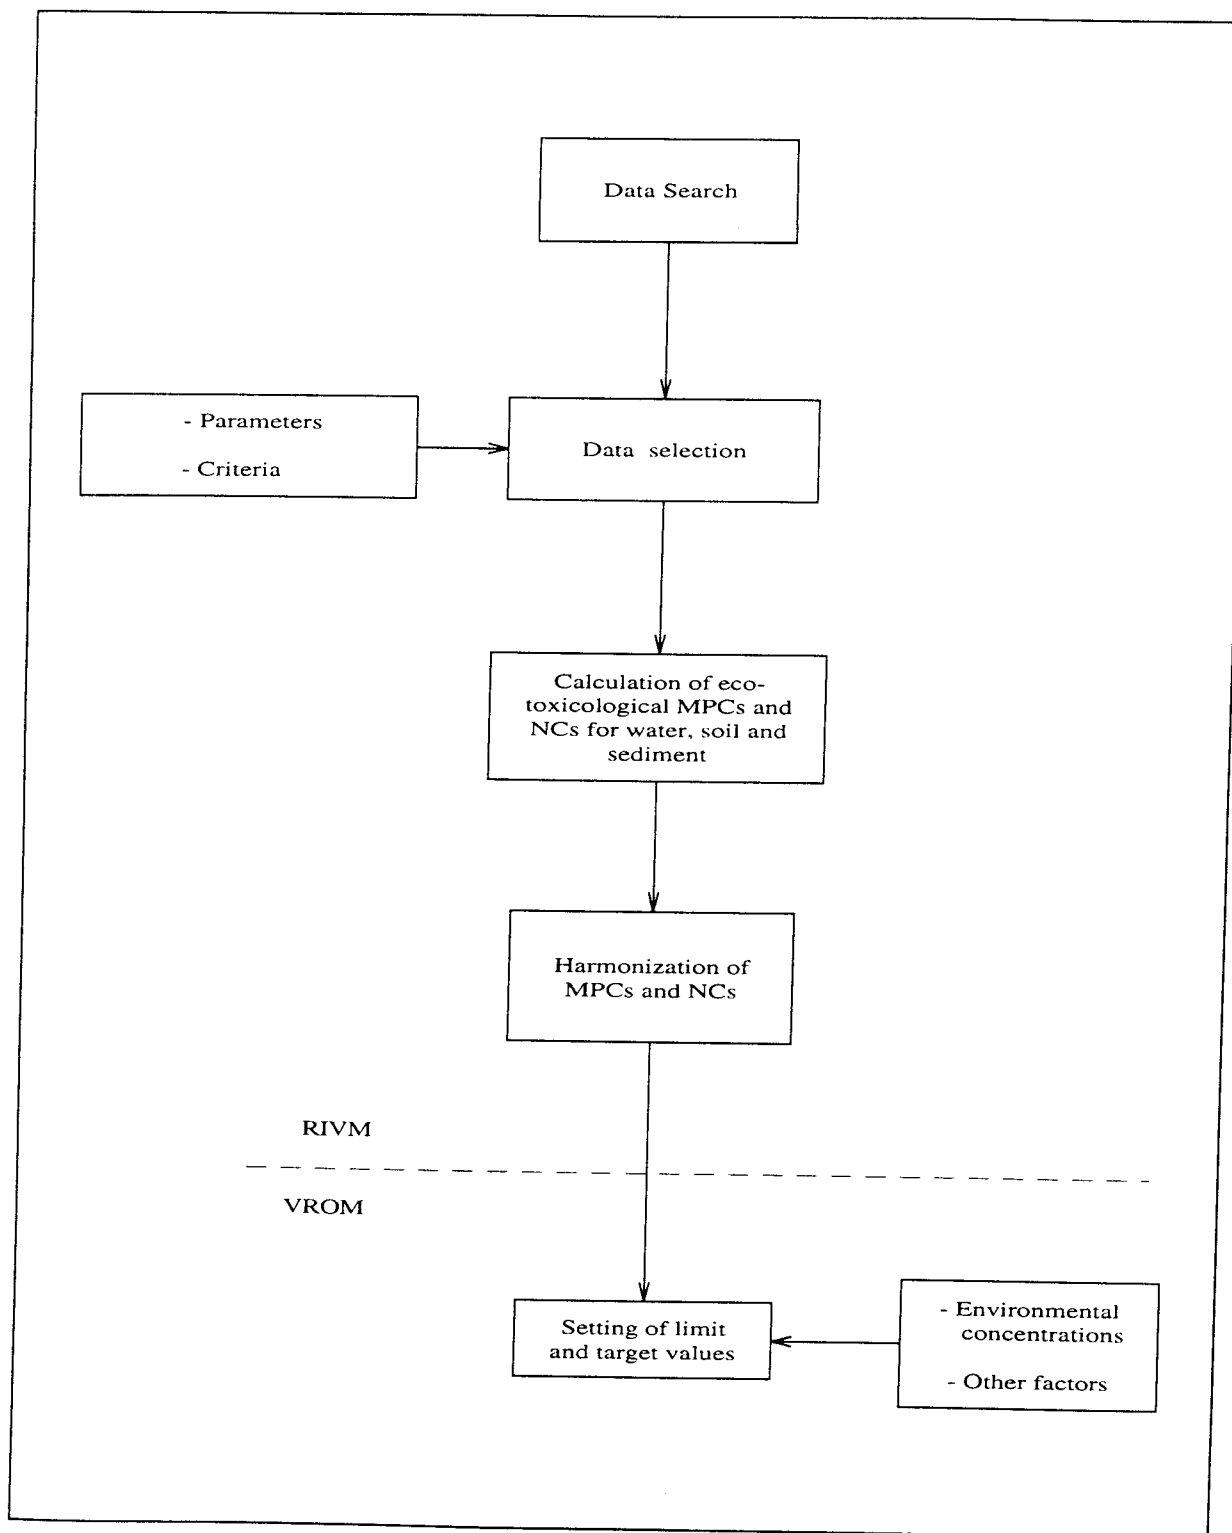 Data Search
- Parameters
- Criteria
Data selection
Calculation of eco-
toxicological MPCs and
NCs for water, soil and
sediment
Harmonization of
MPCs and NCs
RIVM
VROM
Setting of limit
and target values
- Environmental
concentrations
- Other factors